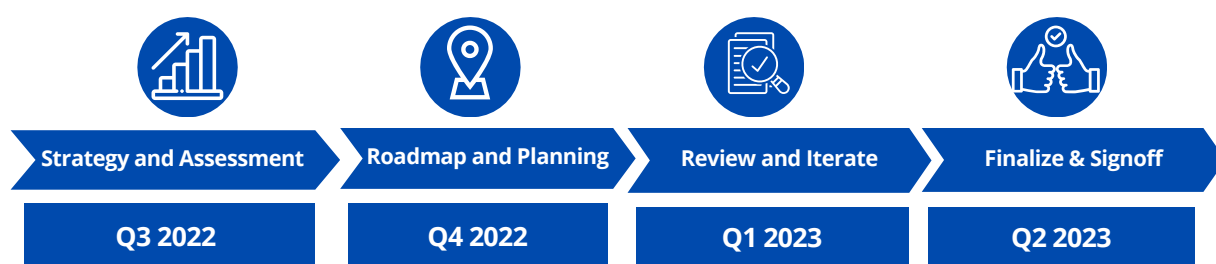 Strategy and Assessment
Roadmap and Planning
Review and Iterate
Finalize & Signoff
Q3 2022
Q4 2022
Q1 2023
Q2 2023